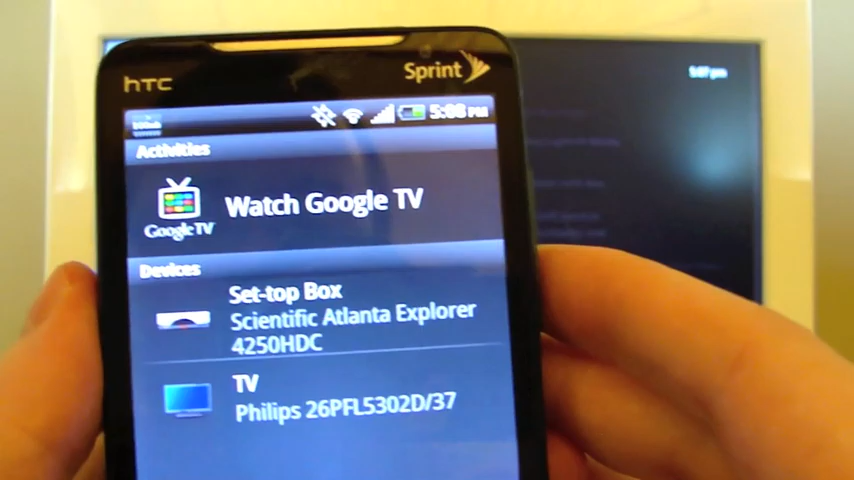 hTC
Sprint
5:08 PM
Activities
Google TV
Watch Google TV
Devices
Set-top Box
Scientific Atlanta Explorer
4250HDC
TV
Philips 26PFL5302D/37